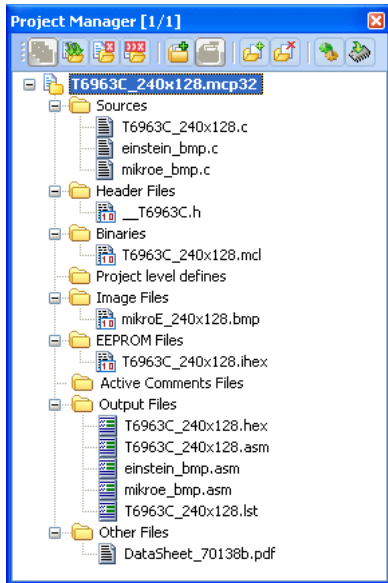 Project Manager [1/1]
T6963C_240x128.mcp32
Sources
T6963C_240x128.c
einstein_bmp.c
mikroe_bmp.c
Header Files
__T6963C.h
Binaries
T6963C_240x128.mcl
Project level defines
Image Files
mikroE_240x128.bmp
EEPROM Files
T6963C_240x128.ihex
Active Comments Files
Output Files
T6963C_240x128.hex
T6963C_240x128.asm
einstein_bmp.asm
mikroe_bmp.asm
T6963C_240x128.lst
Other Files
DataSheet_70138b.pdf